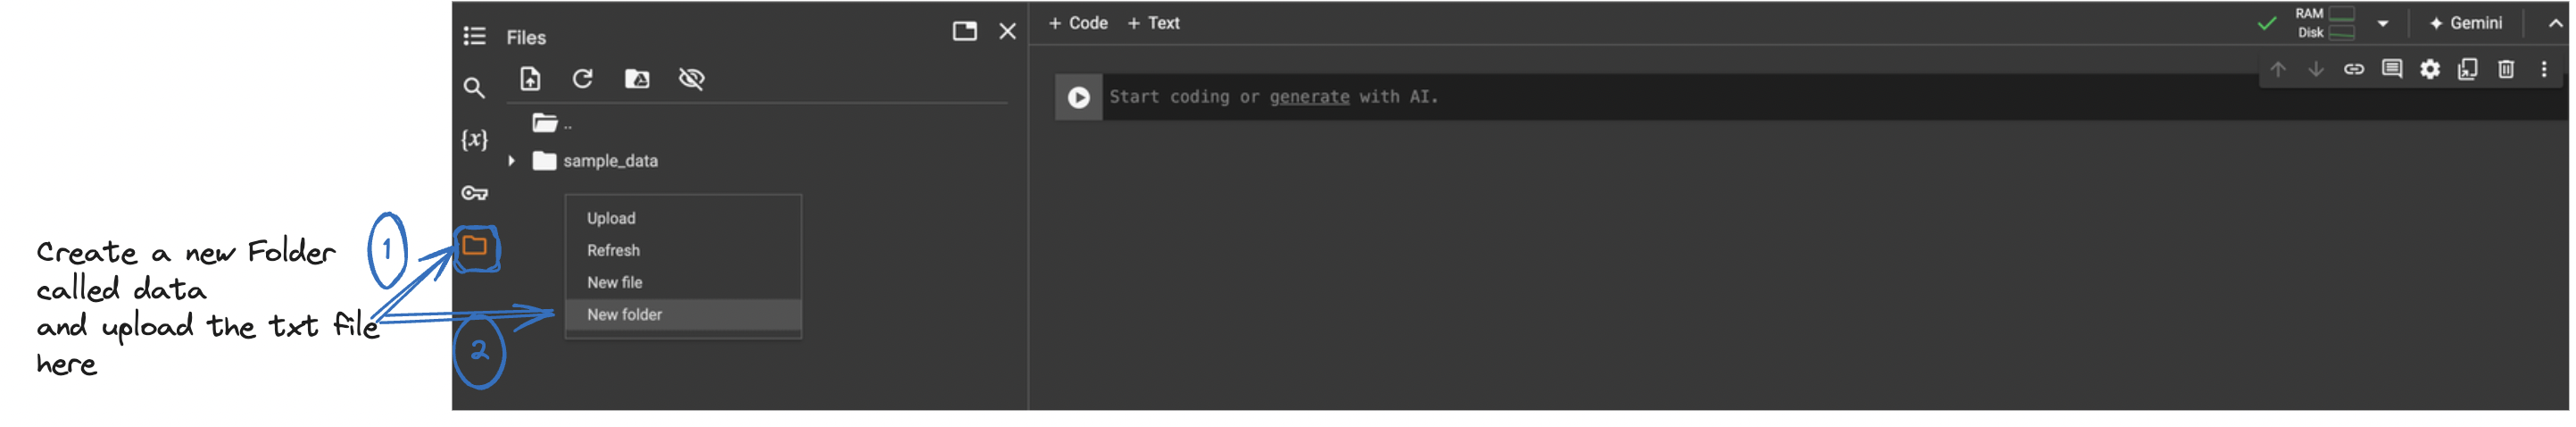 Files
+ Code + Text
RAM
Disk
Gemini
..
sample_data
{x}
Start coding or generate with AI.
Upload
Refresh
New file
New folder
1
2
Create a new Folder
called data
and upload the txt file
here